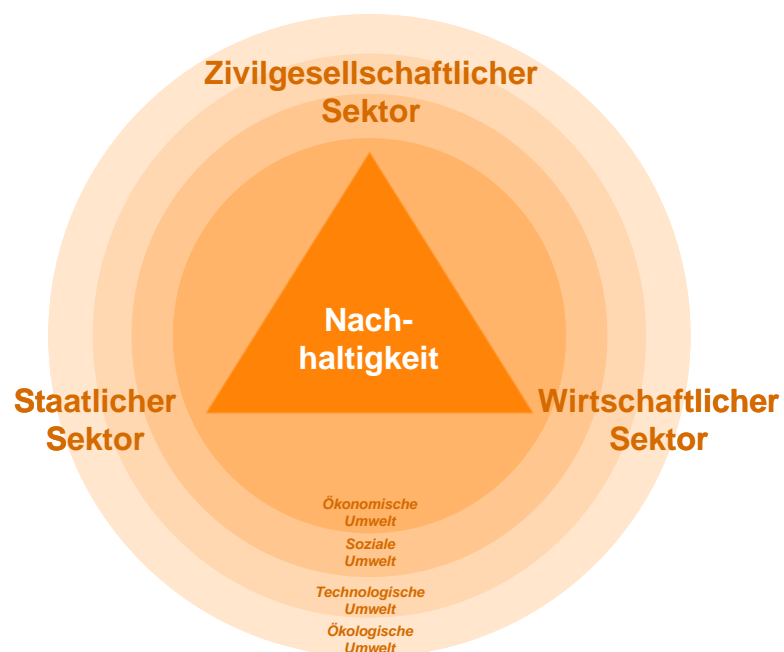 Zivilgesellschaftlicher
Sektor
Nach-
haltigkeit
Staatlicher
Sektor
Wirtschaftlicher
Sektor
Ökonomische
Umwelt
Soziale
Umwelt
Technologische
Umwelt
Ökologische
Umwelt